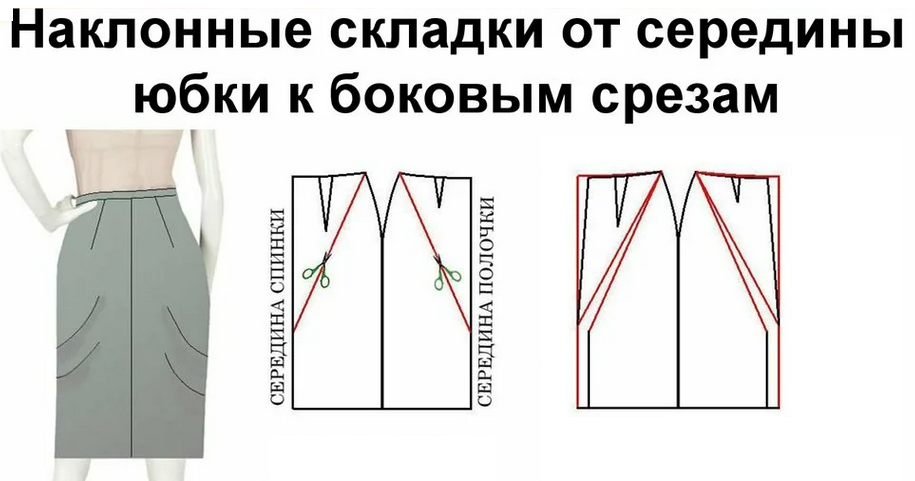 Наклонные складки от середины
юбки к боковым срезам
СЕРЕДИНА СПИНКИ
СЕРЕДИНА ПОЛОЧКИ